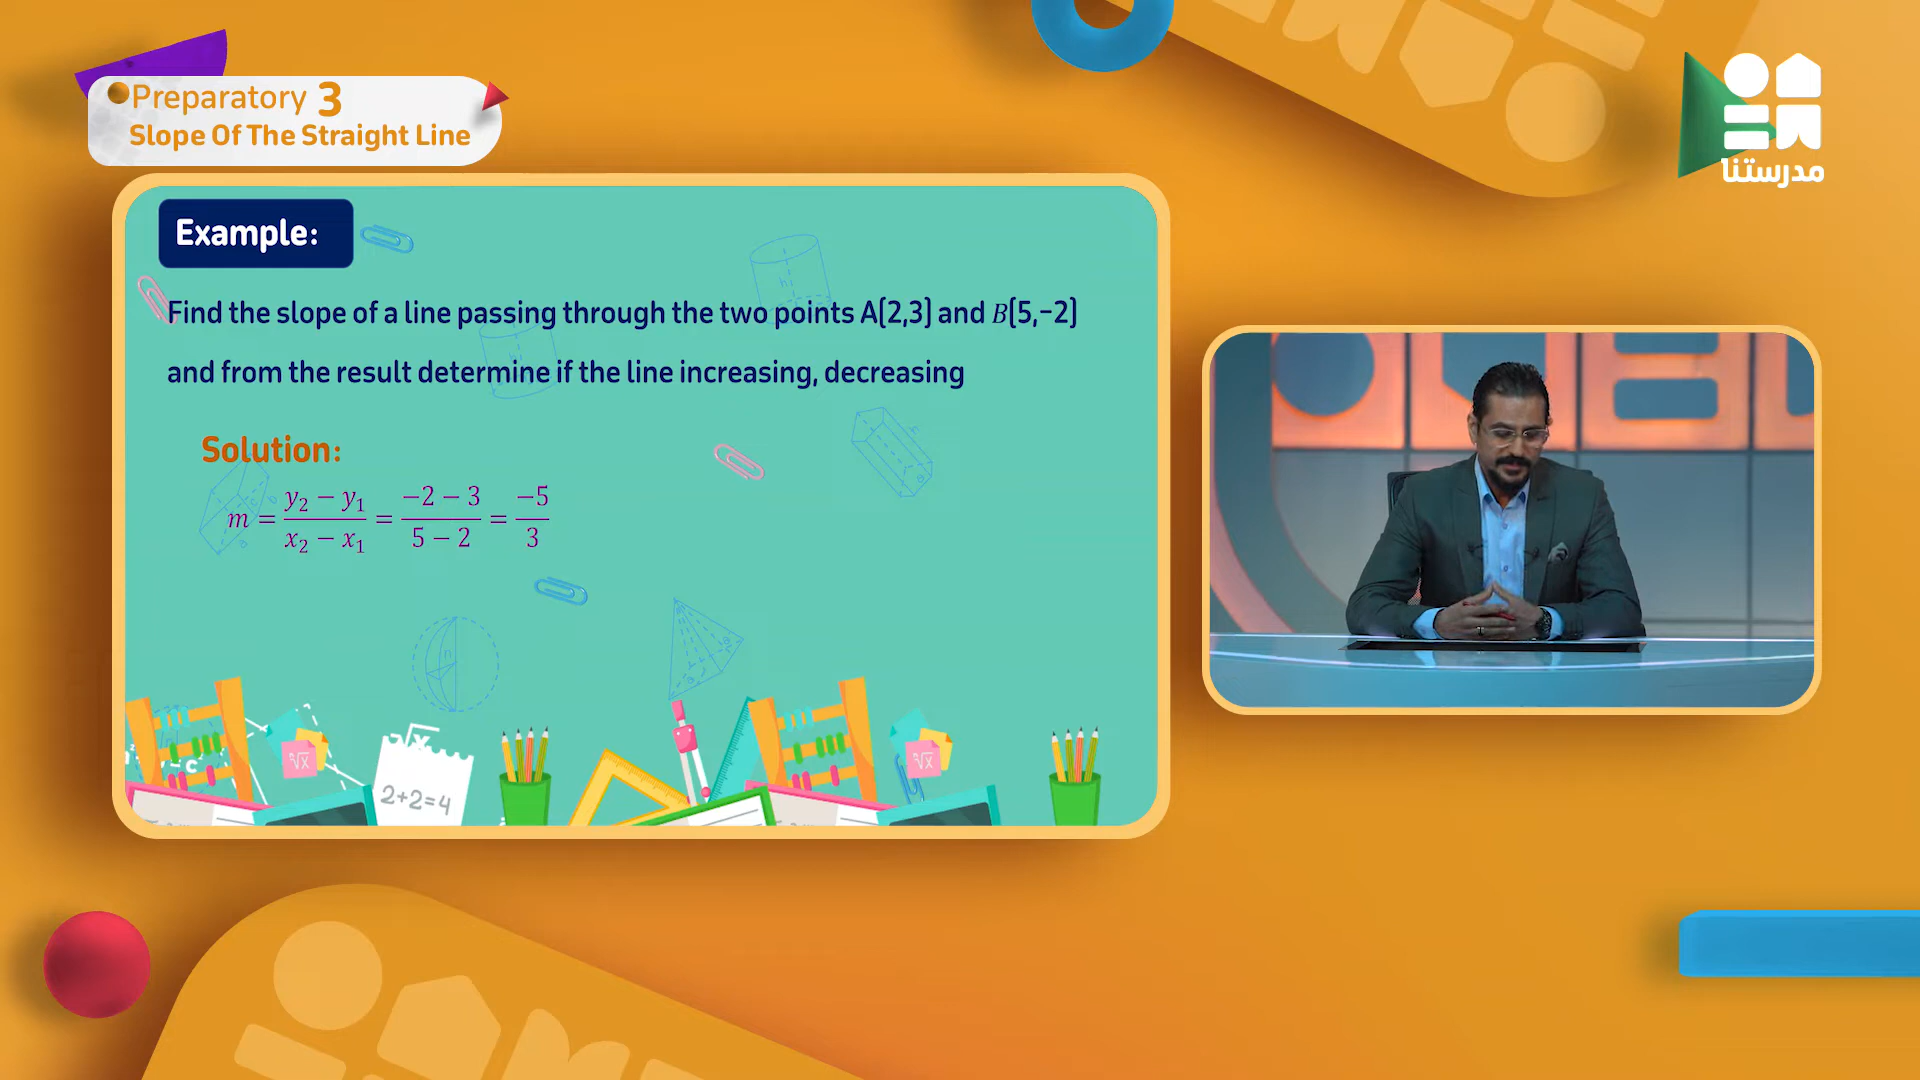 Preparatory 3
Slope Of The Straight Line
مدرستنا
Example:
Find the slope of a line passing through the two points A(2,3) and B(5,−2)
and from the result determine if the line increasing, decreasing
Solution:
m = y₂ − y₁ / x₂ − x₁ = −2 − 3 / 5 − 2 = −5 / 3
2+2=4
√x
√x